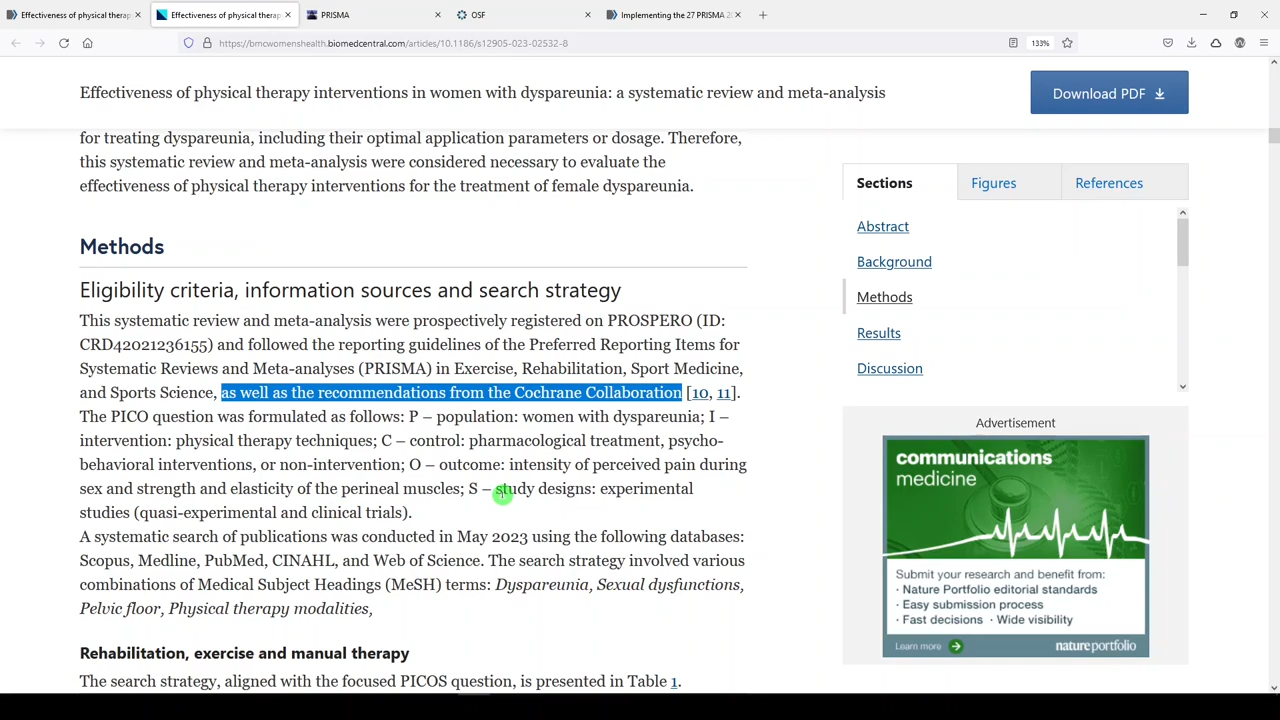 Effectiveness of physical therap
Effectiveness of physical therap
PRISMA
OSF
Implementing the 27 PRISMA 20
https://bmcwomenshealth.biomedcentral.com/articles/10.1186/s12905-023-02532-8
133%
Effectiveness of physical therapy interventions in women with dyspareunia: a systematic review and meta-analysis
Download PDF
for treating dyspareunia, including their optimal application parameters or dosage. Therefore,
this systematic review and meta-analysis were considered necessary to evaluate the
effectiveness of physical therapy interventions for the treatment of female dyspareunia.
Methods
Eligibility criteria, information sources and search strategy
This systematic review and meta-analysis were prospectively registered on PROSPERO (ID:
CRD42021236155) and followed the reporting guidelines of the Preferred Reporting Items for
Systematic Reviews and Meta-analyses (PRISMA) in Exercise, Rehabilitation, Sport Medicine,
and Sports Science, as well as the recommendations from the Cochrane Collaboration [10, 11].
The PICO question was formulated as follows: P – population: women with dyspareunia; I –
intervention: physical therapy techniques; C – control: pharmacological treatment, psycho-
behavioral interventions, or non-intervention; O – outcome: intensity of perceived pain during
sex and strength and elasticity of the perineal muscles; S – study designs: experimental
studies (quasi-experimental and clinical trials).
A systematic search of publications was conducted in May 2023 using the following databases:
Scopus, Medline, PubMed, CINAHL, and Web of Science. The search strategy involved various
combinations of Medical Subject Headings (MeSH) terms: Dyspareunia, Sexual dysfunctions,
Pelvic floor, Physical therapy modalities,
Rehabilitation, exercise and manual therapy
The search strategy, aligned with the focused PICOS question, is presented in Table 1.
Sections
Figures
References
Abstract
Background
Methods
Results
Discussion
Advertisement
communications
medicine
Submit your research and benefit from:
· Nature Portfolio editorial standards
· Easy submission process
· Fast decisions · Wide visibility
Learn more
natureportfolio